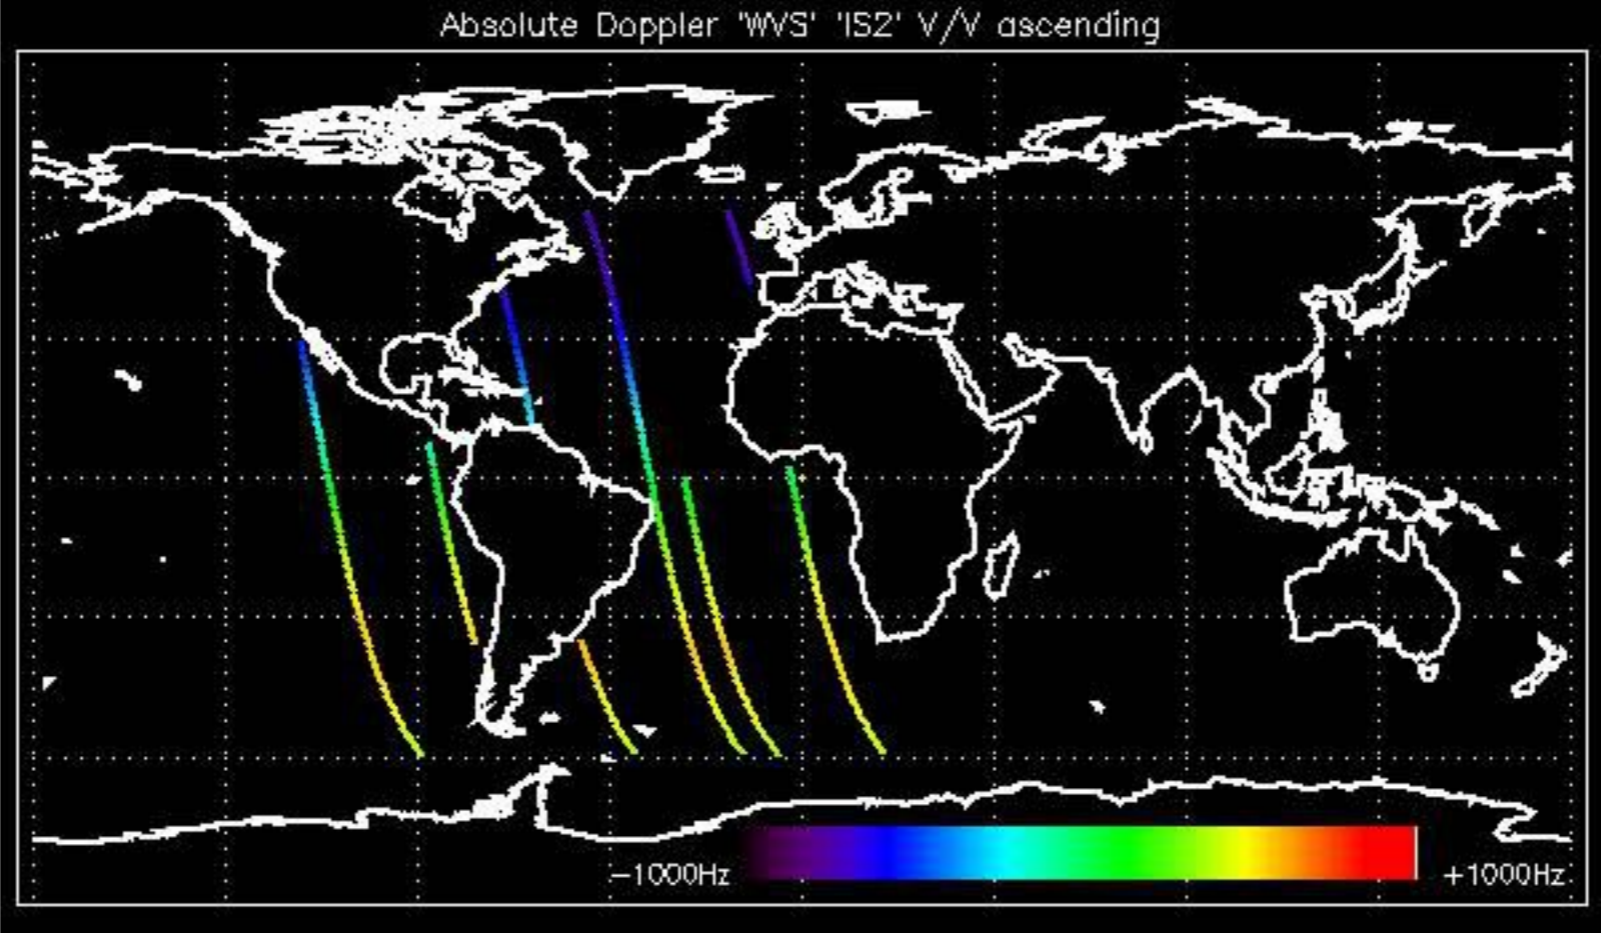 Absolute Doppler 'WVS' 'IS2' V/V ascending
-1000Hz +1000Hz